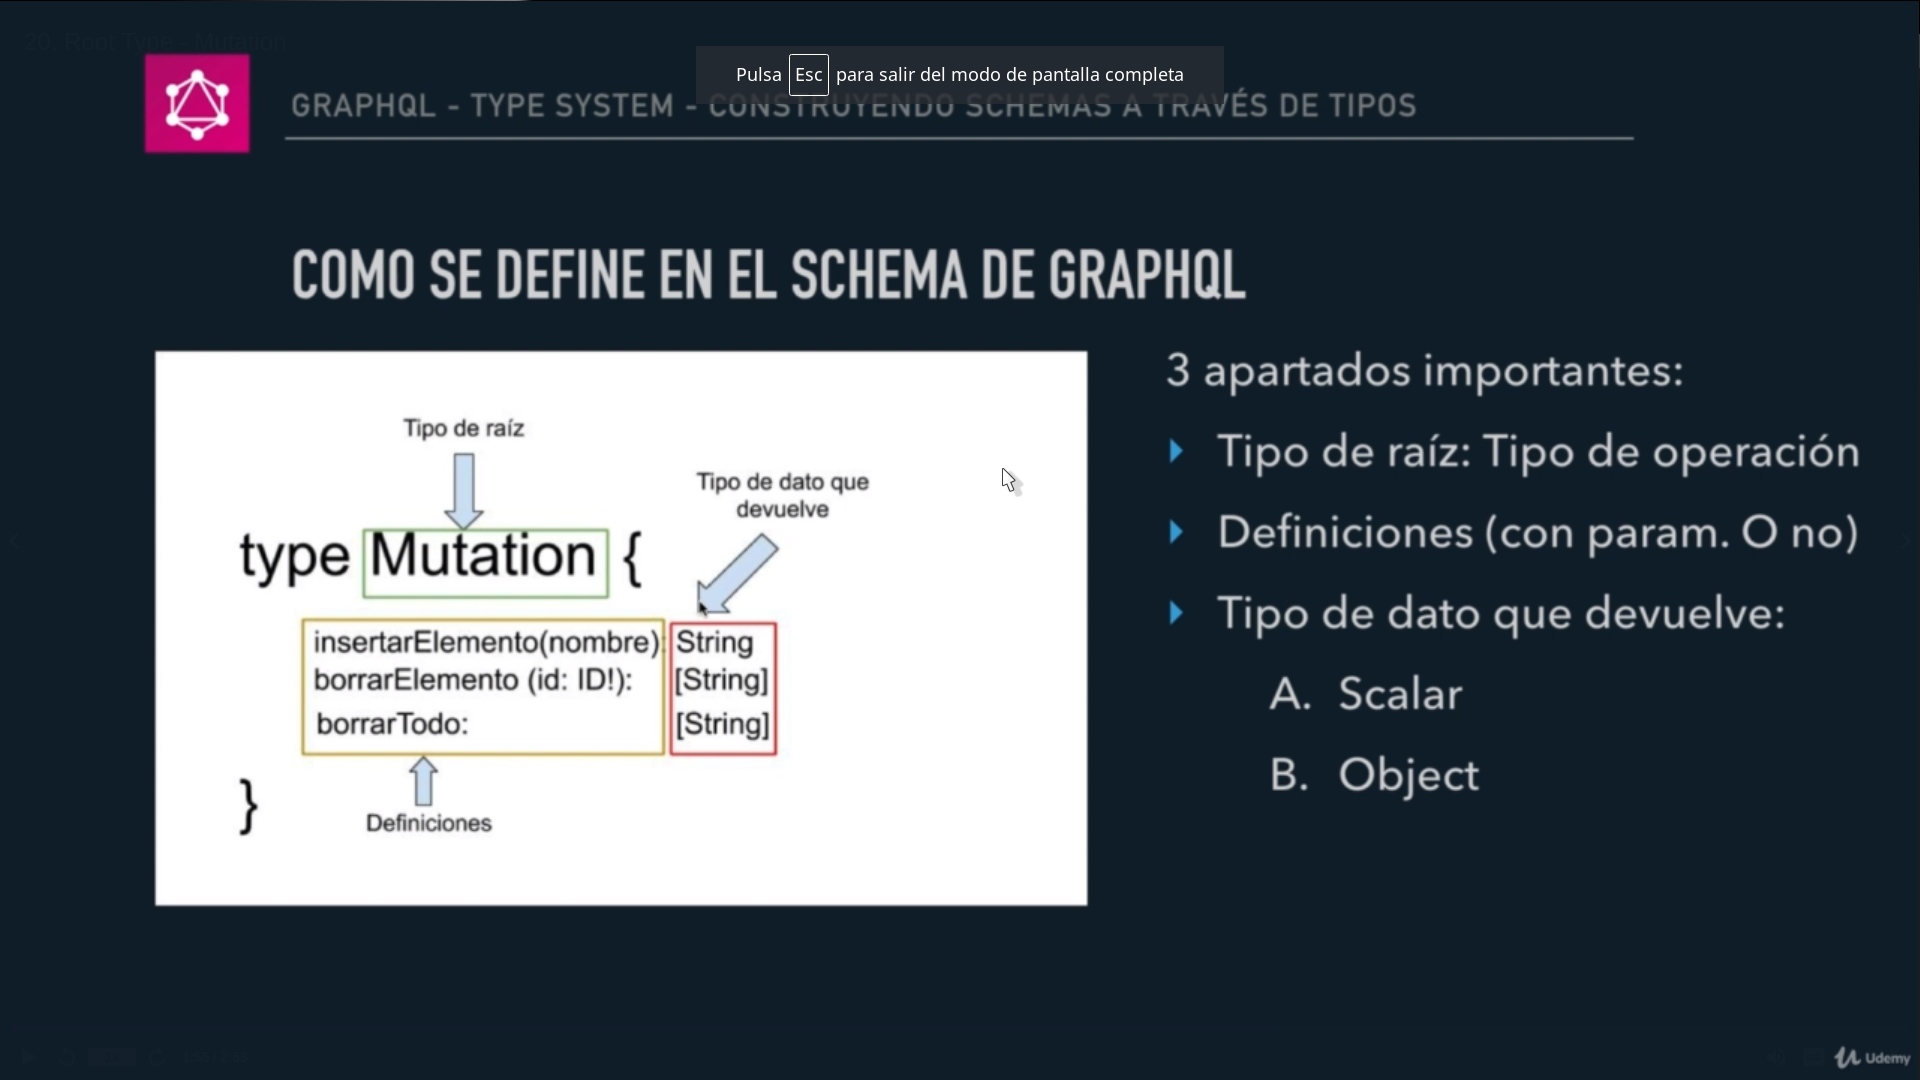 20. Root Type - Mutation
Pulsa Esc para salir del modo de pantalla completa
GRAPHQL - TYPE SYSTEM - CONSTRUYENDO SCHEMAS A TRAVÉS DE TIPOS
COMO SE DEFINE EN EL SCHEMA DE GRAPHQL
Tipo de raíz
Tipo de dato que
devuelve
type Mutation {
insertarElemento(nombre): String
borrarElemento (id: ID!): [String]
borrarTodo: [String]
}
Definiciones
3 apartados importantes:
Tipo de raíz: Tipo de operación
Definiciones (con param. O no)
Tipo de dato que devuelve:
A. Scalar
B. Object
Udemy